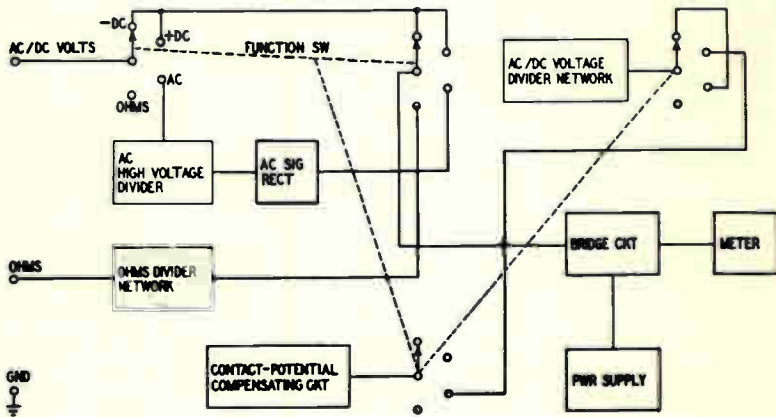 -DC
+DC
AC/DC VOLTS
FUNCTION SW
AC/DC VOLTAGE
DIVIDER NETWORK
AC
OHMS
AC
HIGH VOLTAGE
DIVIDER
AC SIG
RECT
OHMS
OHMS DIVIDER
NETWORK
BRIDGE CKT
METER
CONTACT-POTENTIAL
COMPENSATING CKT
PWR SUPPLY
GND